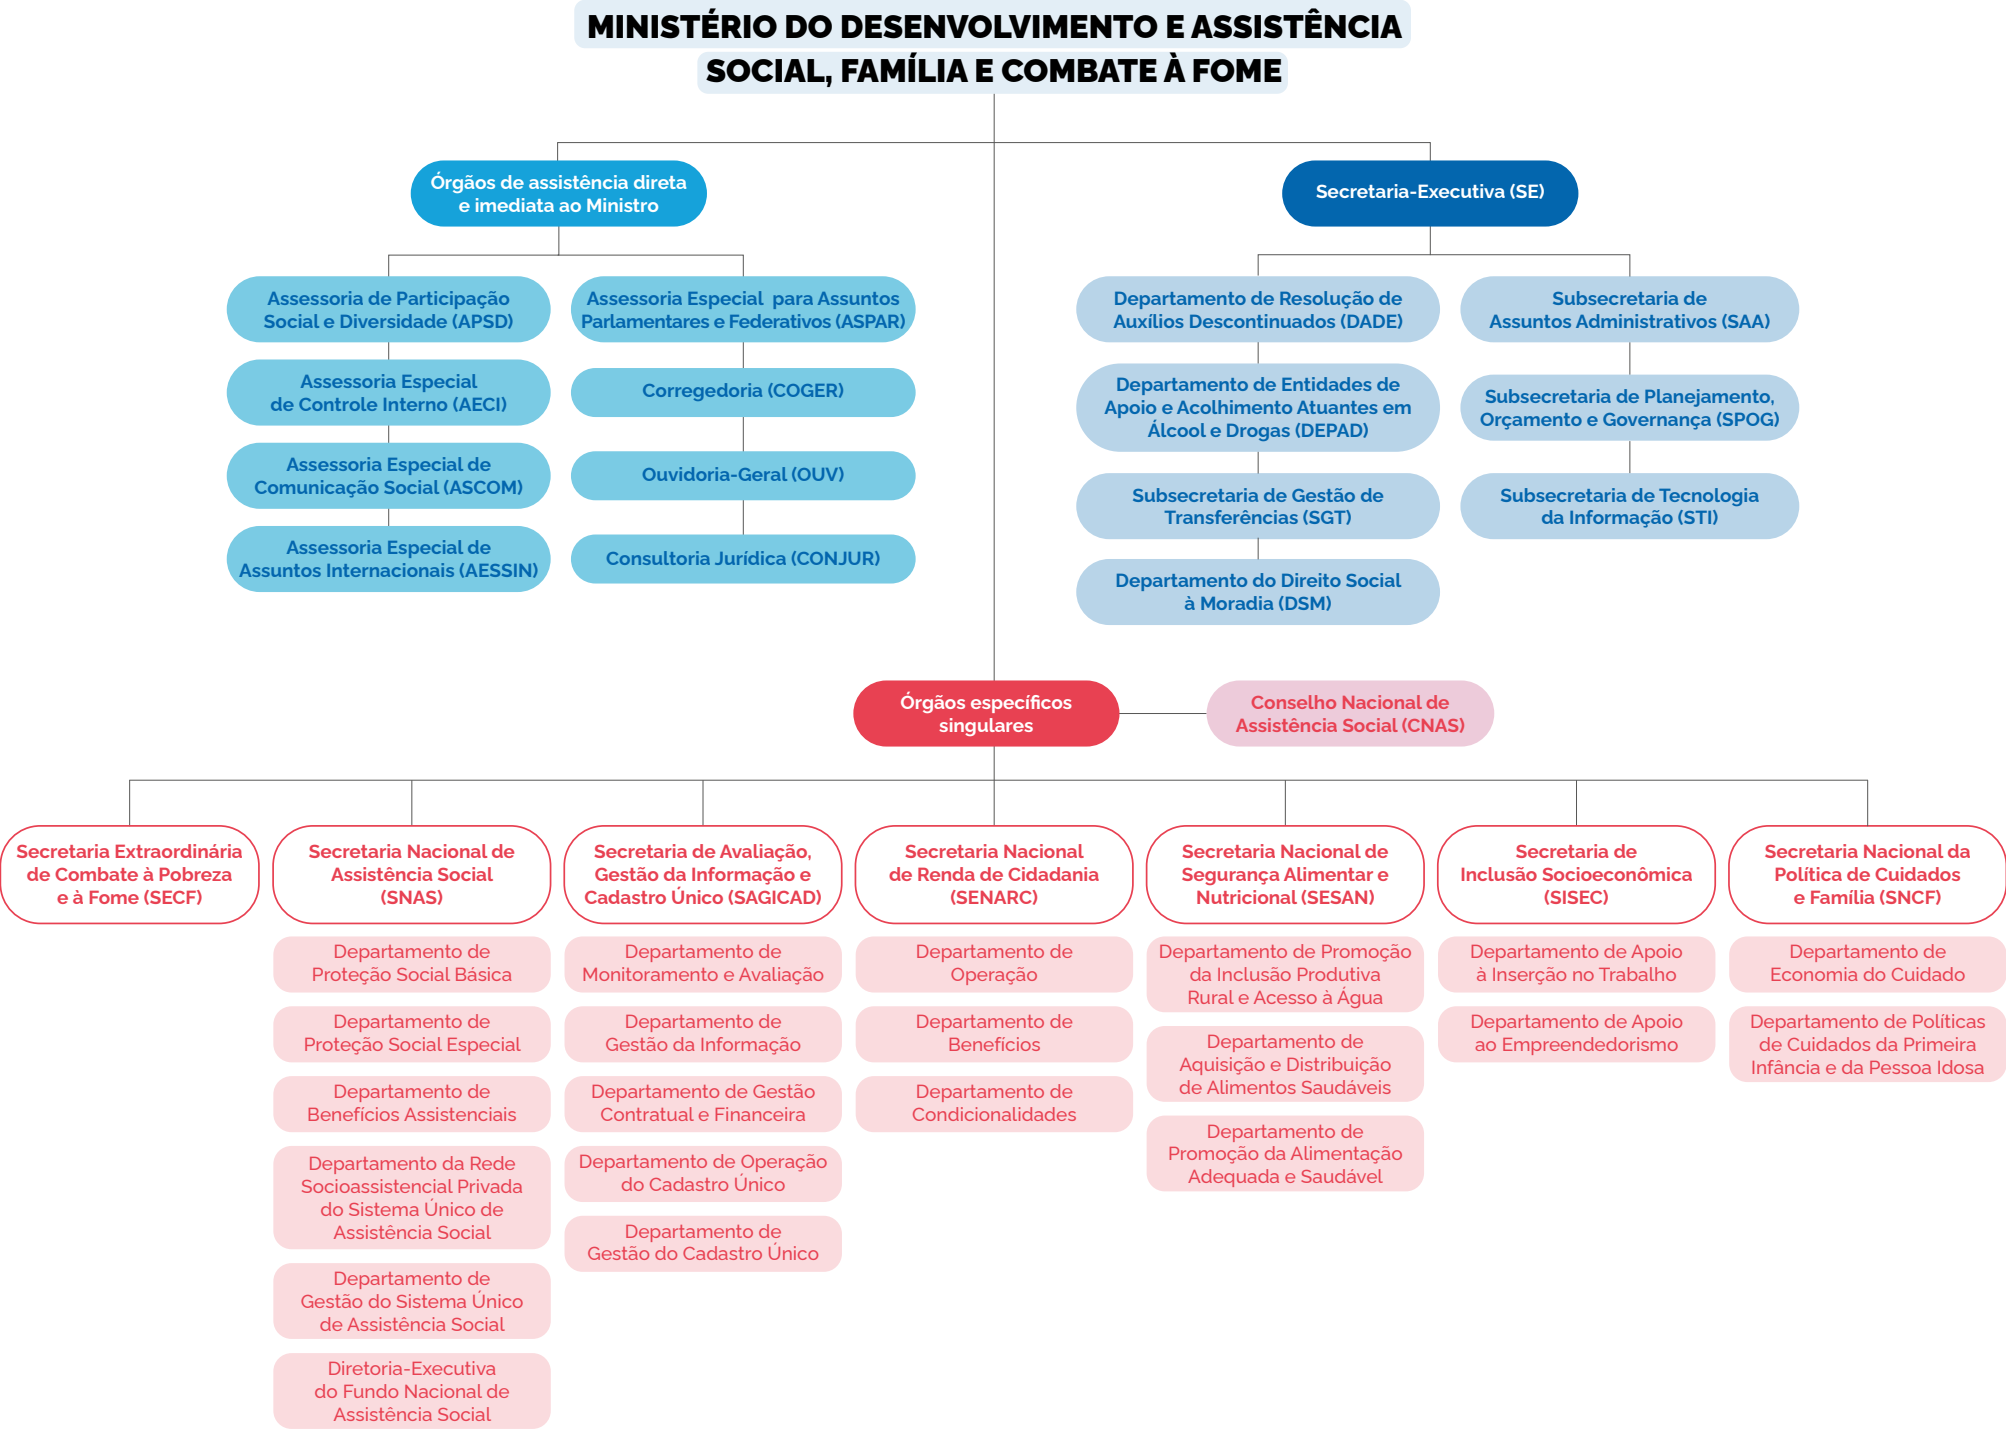 MINISTÉRIO DO DESENVOLVIMENTO E ASSISTÊNCIA
SOCIAL, FAMÍLIA E COMBATE À FOME
Órgãos de assistência direta
e imediata ao Ministro
Assessoria de Participação
Social e Diversidade (APSD)
Assessoria Especial
de Controle Interno (AECI)
Assessoria Especial de
Comunicação Social (ASCOM)
Assessoria Especial de
Assuntos Internacionais (AESSIN)
Assessoria Especial para Assuntos
Parlamentares e Federativos (ASPAR)
Corregedoria (COGER)
Ouvidoria-Geral (OUV)
Consultoria Jurídica (CONJUR)
Secretaria-Executiva (SE)
Departamento de Resolução de
Auxílios Descontinuados (DADE)
Departamento de Entidades de
Apoio e Acolhimento Atuantes em
Álcool e Drogas (DEPAD)
Subsecretaria de Gestão de
Transferências (SGT)
Departamento do Direito Social
à Moradia (DSM)
Subsecretaria de
Assuntos Administrativos (SAA)
Subsecretaria de Planejamento,
Orçamento e Governança (SPOG)
Subsecretaria de Tecnologia
da Informação (STI)
Órgãos específicos
singulares
Conselho Nacional de
Assistência Social (CNAS)
Secretaria Extraordinária
de Combate à Pobreza
e à Fome (SECF)
Secretaria Nacional de
Assistência Social
(SNAS)
Departamento de
Proteção Social Básica
Departamento de
Proteção Social Especial
Departamento de
Benefícios Assistenciais
Departamento da Rede
Socioassistencial Privada
do Sistema Único de
Assistência Social
Departamento de
Gestão do Sistema Único
de Assistência Social
Diretoria-Executiva
do Fundo Nacional de
Assistência Social
Secretaria de Avaliação,
Gestão da Informação e
Cadastro Único (SAGICAD)
Departamento de
Monitoramento e Avaliação
Departamento de
Gestão da Informação
Departamento de Gestão
Contratual e Financeira
Departamento de Operação
do Cadastro Único
Departamento de
Gestão do Cadastro Único
Secretaria Nacional
de Renda de Cidadania
(SENARC)
Departamento de
Operação
Departamento de
Benefícios
Departamento de
Condicionalidades
Secretaria Nacional de
Segurança Alimentar e
Nutricional (SESAN)
Departamento de Promoção
da Inclusão Produtiva
Rural e Acesso à Água
Departamento de
Aquisição e Distribuição
de Alimentos Saudáveis
Departamento de
Promoção da Alimentação
Adequada e Saudável
Secretaria de
Inclusão Socioeconômica
(SISEC)
Departamento de Apoio
à Inserção no Trabalho
Departamento de Apoio
ao Empreendedorismo
Secretaria Nacional da
Política de Cuidados
e Família (SNCF)
Departamento de
Economia do Cuidado
Departamento de Políticas
de Cuidados da Primeira
Infância e da Pessoa Idosa